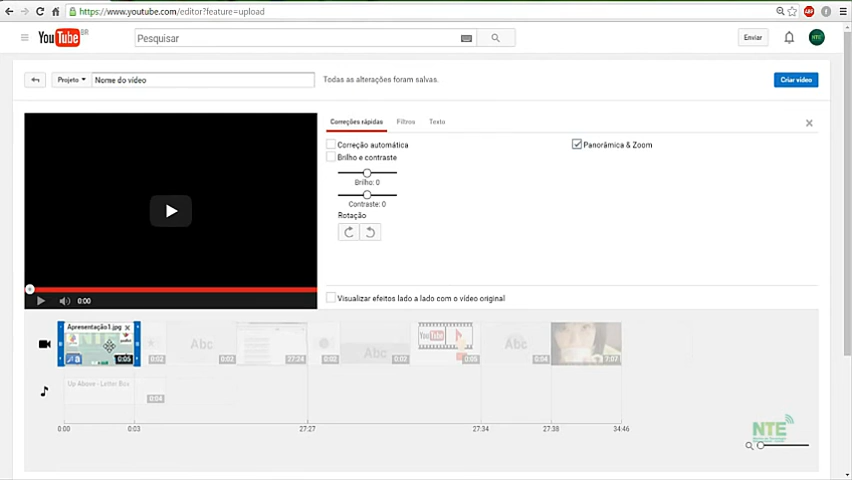 https://www.youtube.com/editor?feature=upload
ABP
YouTube BR
Pesquisar
Enviar
NTE
Projeto
Nome do vídeo
Todas as alterações foram salvas.
Criar vídeo
Correções rápidas
Filtros
Texto
Correção automática
Panorâmica & Zoom
Brilho e contraste
Brilho: 0
Contraste: 0
Rotação
0:00
Visualizar efeitos lado a lado com o vídeo original
Apresentação1.jpg
0:05
0:02
Abc
0:02
27:24
0:02
Abc
0:03
YouTube
0:05
Abc
0:04
7:07
Up Above - Letter Box
0:04
0:00
0:03
27:27
27:34
27:38
34:46
NTE